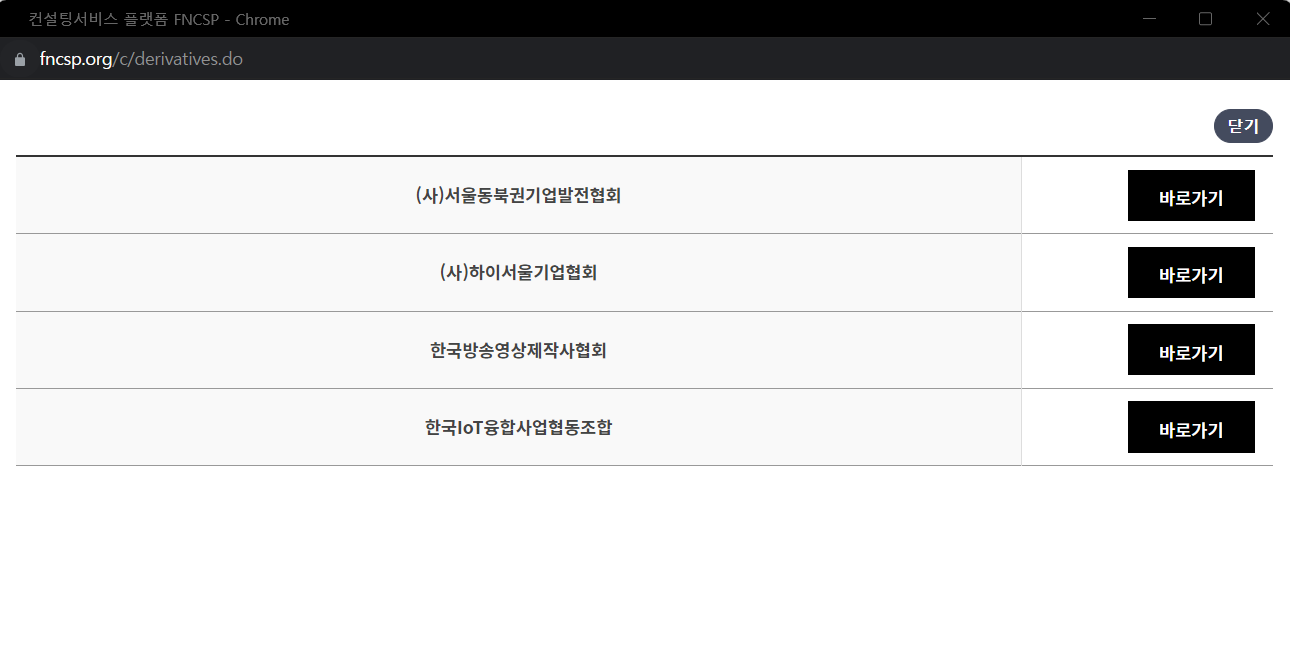 컨설팅서비스 플랫폼 FNCSP - Chrome
fncsp.org/c/derivatives.do
닫기
(사)서울동북권기업발전협회 바로가기
(사)하이서울기업협회 바로가기
한국방송영상제작사협회 바로가기
한국IoT융합사업협동조합 바로가기